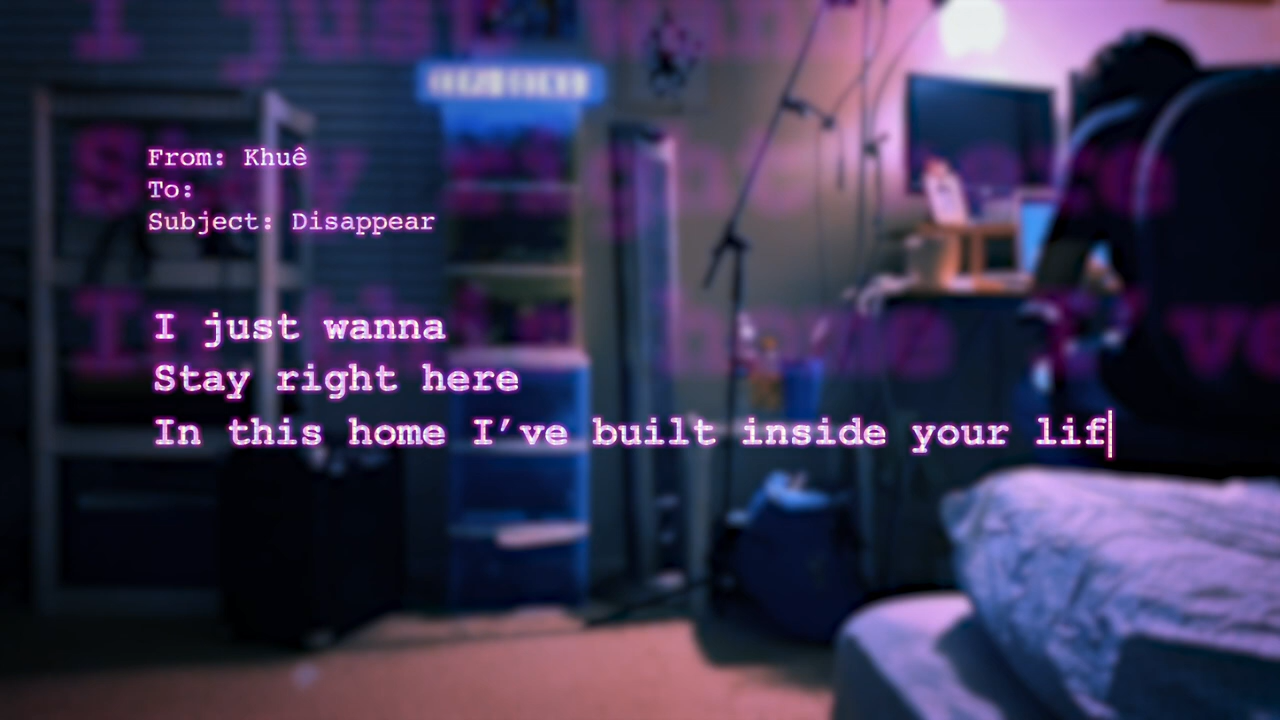 From: Khuê
To:
Subject: Disappear
I just wanna
Stay right here
In this home I’ve built inside your lif